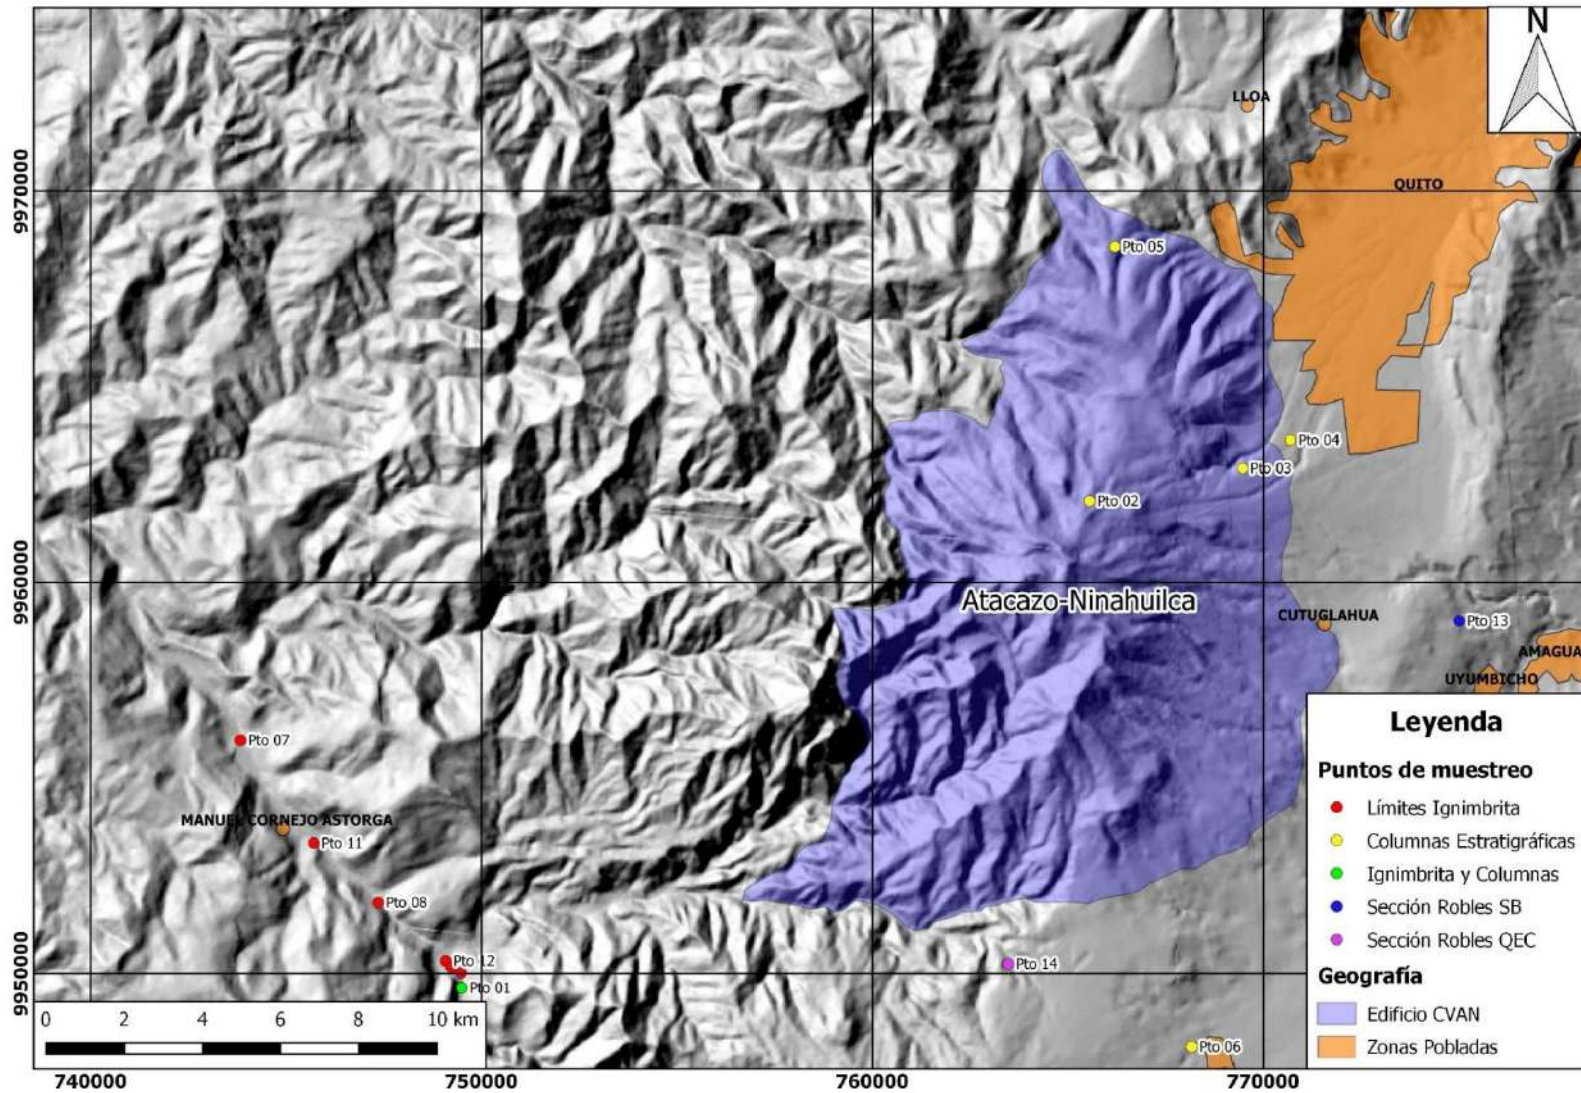 N
LLOA
9970000
QUITO
Pto 05
Pto 04
Pto 03
Pto 02
9960000
Atacazo-Ninahuilca
CUTUGLAHUA
Pto 13
AMAGUA
UYUMBICHO
Pto 07
MANUEL CORNEJO ASTORGA
Pto 11
Pto 08
Pto 12
9950000
Pto 01
Pto 14
Pto 06
Leyenda
Puntos de muestreo
Límites Ignimbrita
Columnas Estratigráficas
Ignimbrita y Columnas
Sección Robles SB
Sección Robles QEC
Geografía
Edificio CVAN
Zonas Pobladas
0 2 4 6 8 10 km
740000 750000 760000 770000